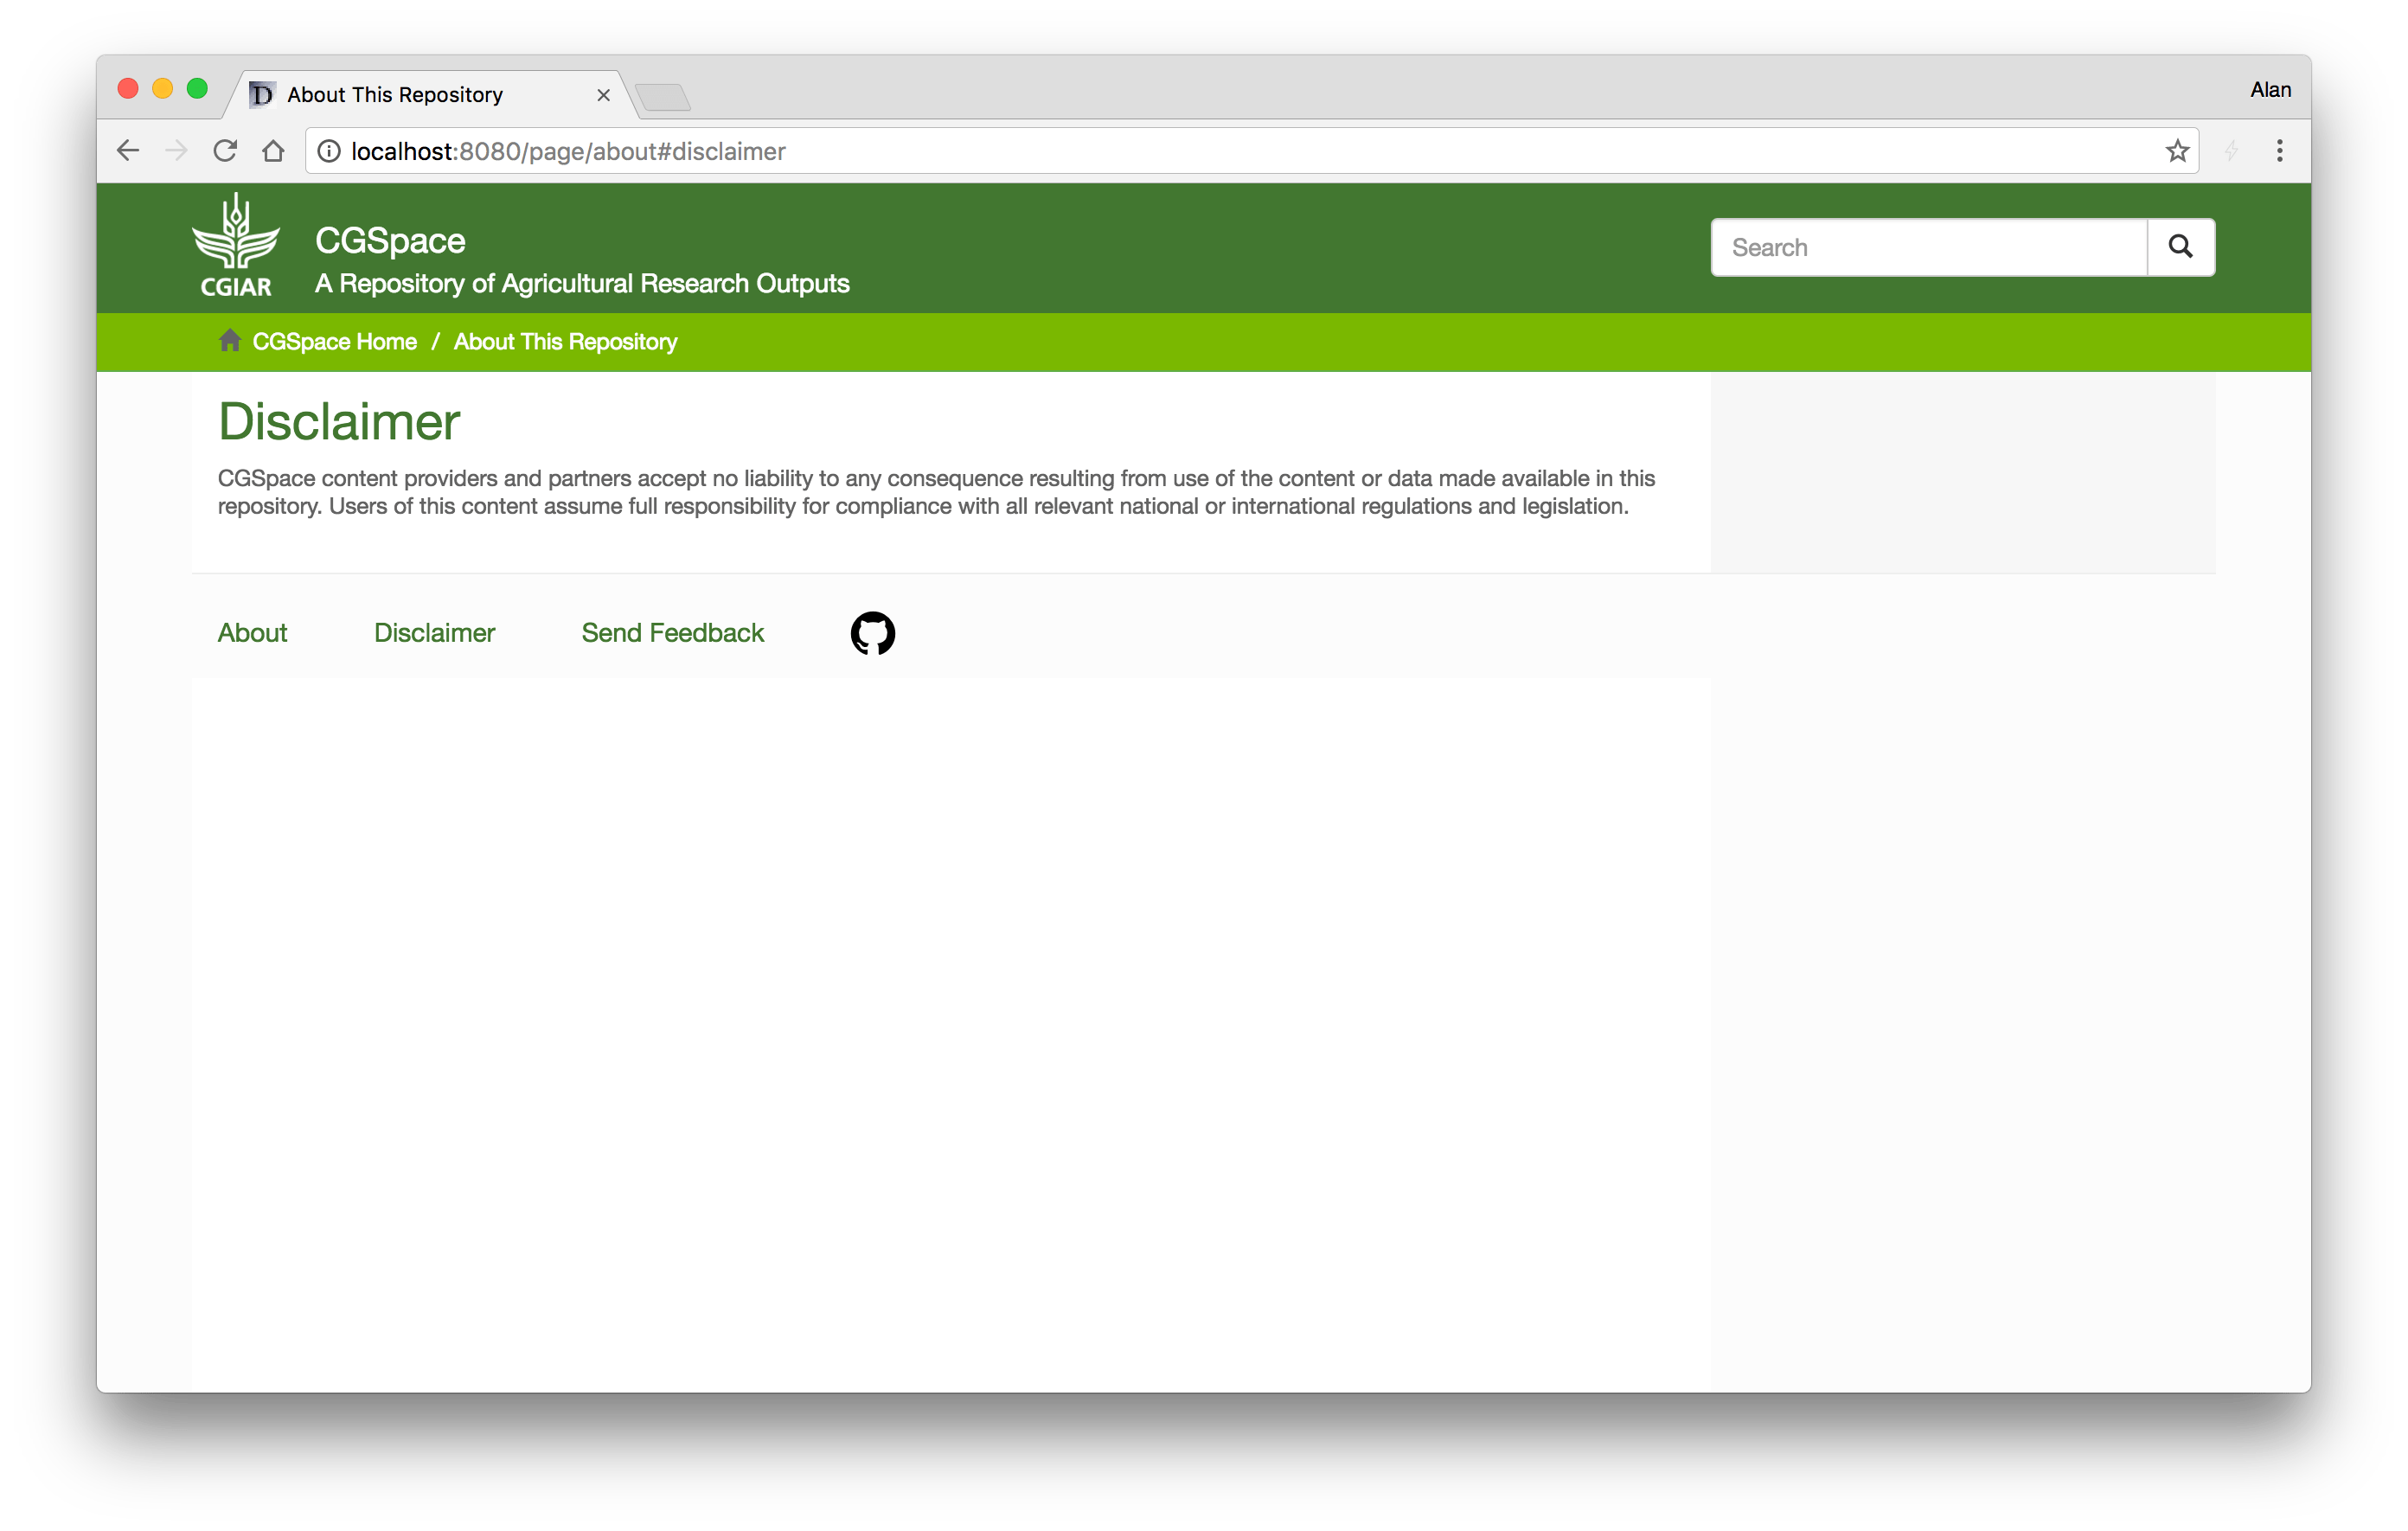 D About This Repository
Alan
localhost:8080/page/about#disclaimer
CGIAR
CGSpace
A Repository of Agricultural Research Outputs
Search
CGSpace Home / About This Repository
Disclaimer
CGSpace content providers and partners accept no liability to any consequence resulting from use of the content or data made available in this
repository. Users of this content assume full responsibility for compliance with all relevant national or international regulations and legislation.
About Disclaimer Send Feedback